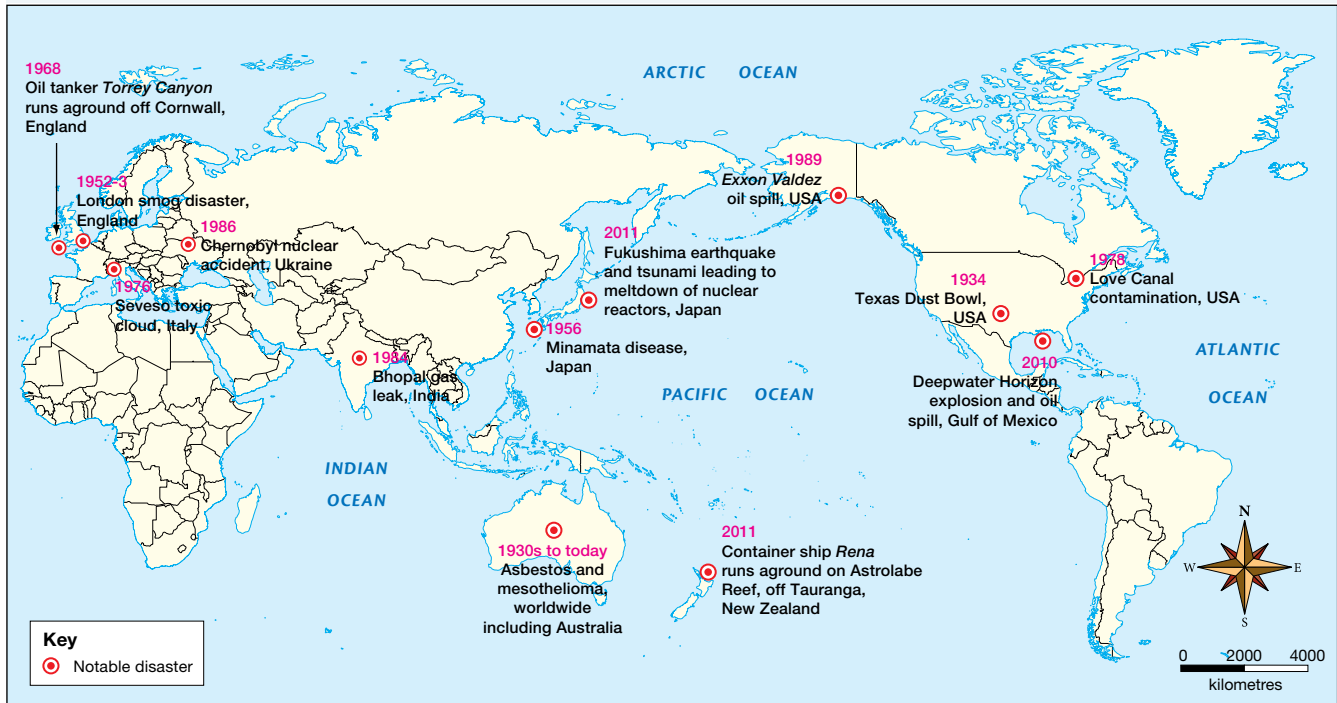 ARCTIC OCEAN
1968
Oil tanker Torrey Canyon
runs aground off Cornwall,
England
1952-3
London smog disaster,
England
1986
Chernobyl nuclear
accident, Ukraine
1976
Seveso toxic
cloud, Italy
1984
Bhopal gas
leak, India
2011
Fukushima earthquake
and tsunami leading to
meltdown of nuclear
reactors, Japan
1956
Minamata disease,
Japan
1989
Exxon Valdez
oil spill, USA
1978
Love Canal
contamination, USA
1934
Texas Dust Bowl,
USA
2010
Deepwater Horizon
explosion and oil
spill, Gulf of Mexico
ATLANTIC
OCEAN
PACIFIC OCEAN
INDIAN
OCEAN
1930s to today
Asbestos and
mesothelioma,
worldwide
including Australia
2011
Container ship Rena
runs aground on Astrolabe
Reef, off Tauranga,
New Zealand
N
W E
S
Key
Notable disaster
0 2000 4000
kilometres